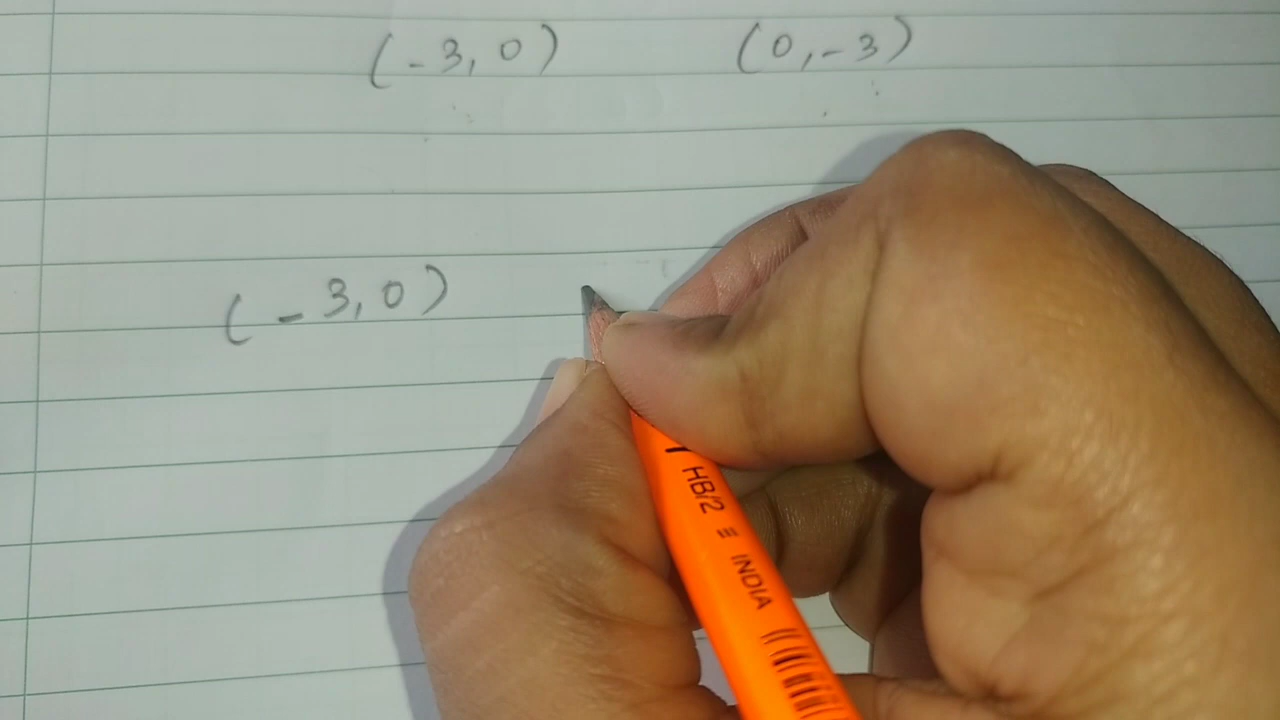 (-3, 0) (0, -3)
(-3, 0)
HB/2 ≡ INDIA